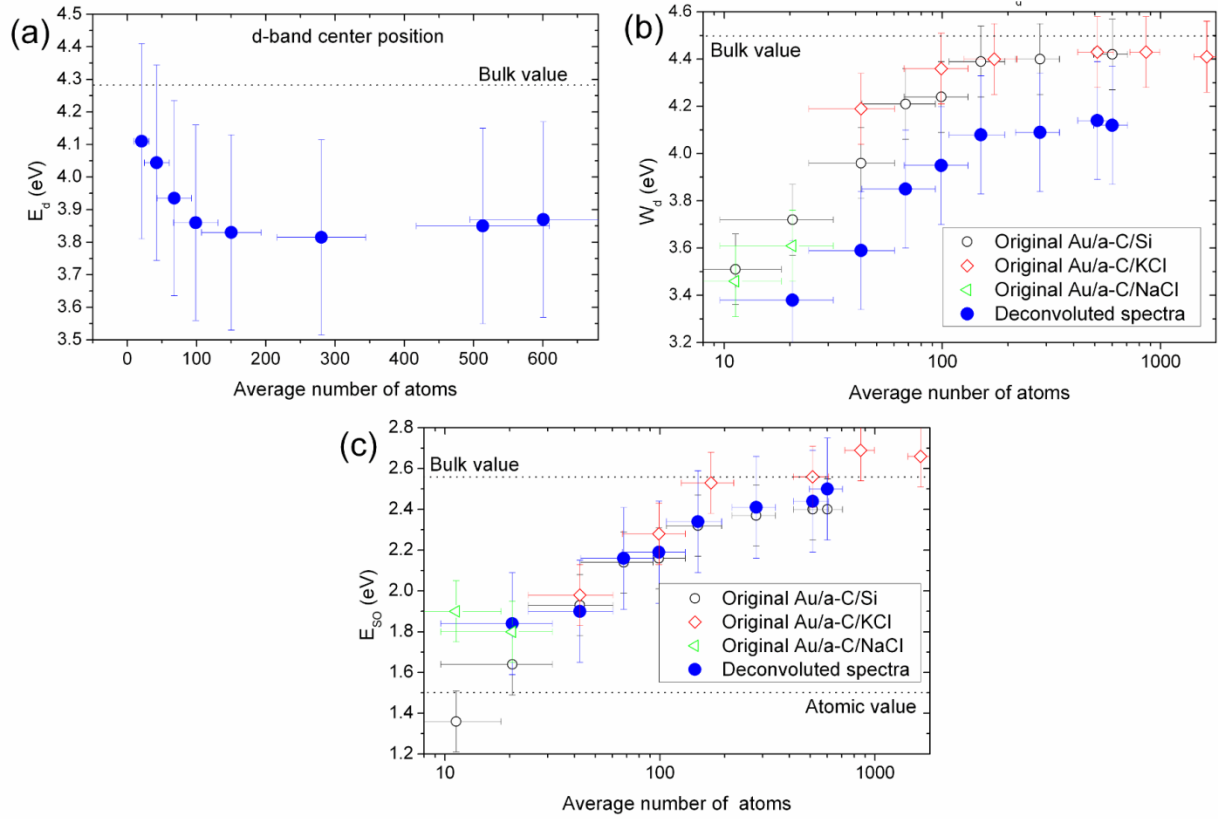 (a)
d-band center position
Bulk value
4.5
4.4
4.3
4.2
4.1
4.0
3.9
3.8
3.7
3.6
3.5
E_d (eV)
0 100 200 300 400 500 600
Average number of atoms
u
(b)
Bulk value
4.6
4.4
4.2
4.0
3.8
3.6
3.4
3.2
W_d (eV)
Original Au/a-C/Si
Original Au/a-C/KCl
Original Au/a-C/NaCl
Deconvoluted spectra
10 100 1000
Average number of atoms
(c)
Bulk value
2.8
2.6
2.4
2.2
2.0
1.8
1.6
1.4
1.2
E_SO (eV)
Original Au/a-C/Si
Original Au/a-C/KCl
Original Au/a-C/NaCl
Deconvoluted spectra
Atomic value
10 100 1000
Average number of atoms